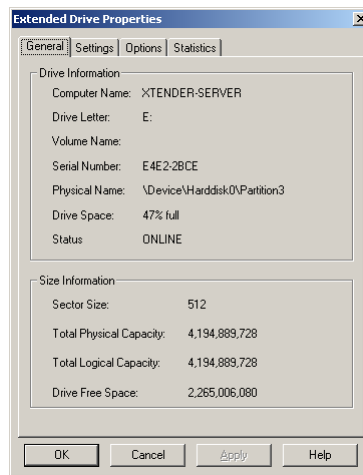 Extended Drive Properties
General Settings Options Statistics
Drive Information
Computer Name: XTENDER-SERVER
Drive Letter: E:
Volume Name:
Serial Number: E4E2-2BCE
Physical Name: \Device\Harddisk0\Partition3
Drive Space: 47% full
Status ONLINE
Size Information
Sector Size: 512
Total Physical Capacity: 4,194,889,728
Total Logical Capacity: 4,194,889,728
Drive Free Space: 2,265,006,080
OK Cancel Apply Help